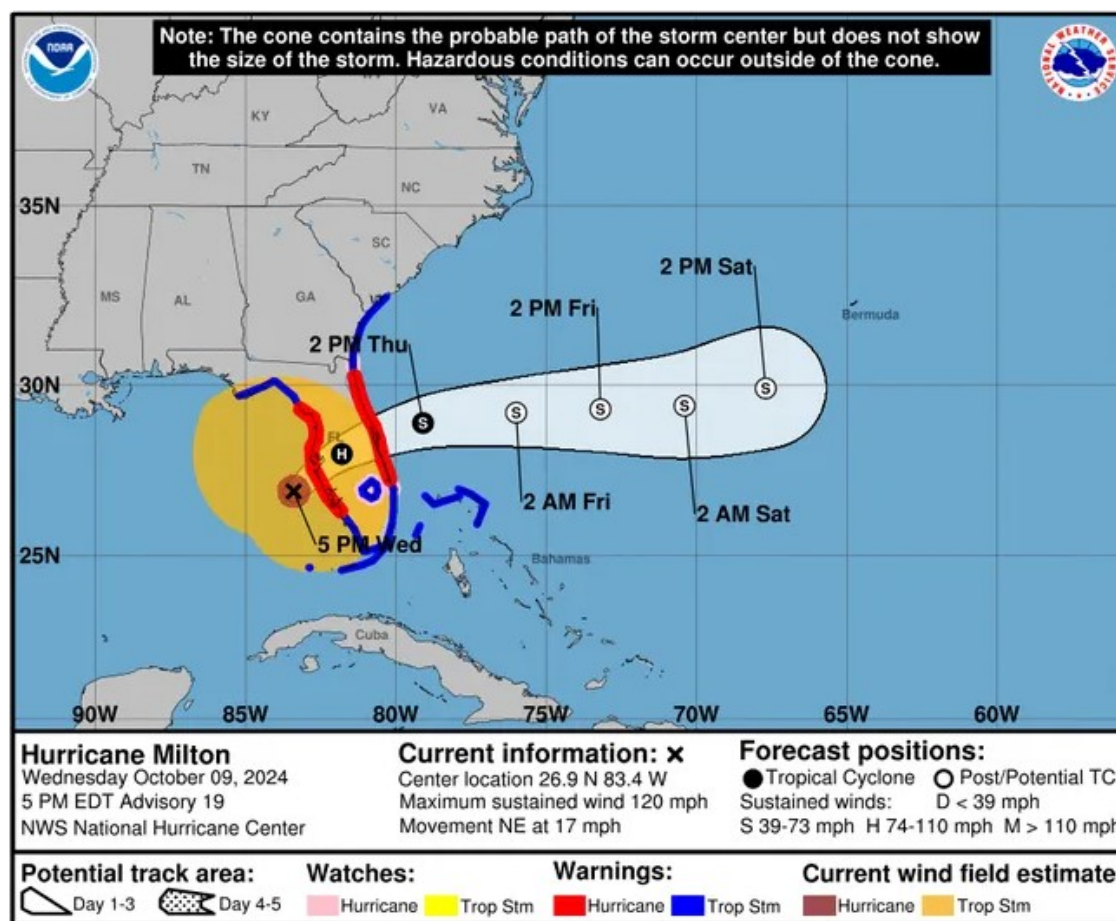 Note: The cone contains the probable path of the storm center but does not show
the size of the storm. Hazardous conditions can occur outside of the cone.
NOAA
NATIONAL WEATHER SERVICE
KY
VA
TN
NC
35N
SC
MS
AL
GA
2 PM Sat
2 PM Fri
Bermuda
2 PM Thu
30N
S
S
S
S
S
FL
H
2 AM Fri
2 AM Sat
5 PM Wed
25N
Bahamas
Cuba
90W
85W
80W
75W
70W
65W
60W
Hurricane Milton
Wednesday October 09, 2024
5 PM EDT Advisory 19
NWS National Hurricane Center
Current information: x
Center location 26.9 N 83.4 W
Maximum sustained wind 120 mph
Movement NE at 17 mph
Forecast positions:
Tropical Cyclone Post/Potential TC
Sustained winds: D < 39 mph
S 39-73 mph H 74-110 mph M > 110 mph
Potential track area:
Day 1-3 Day 4-5
Watches:
Hurricane Trop Stm
Warnings:
Hurricane Trop Stm
Current wind field estimate
Hurricane Trop Stm